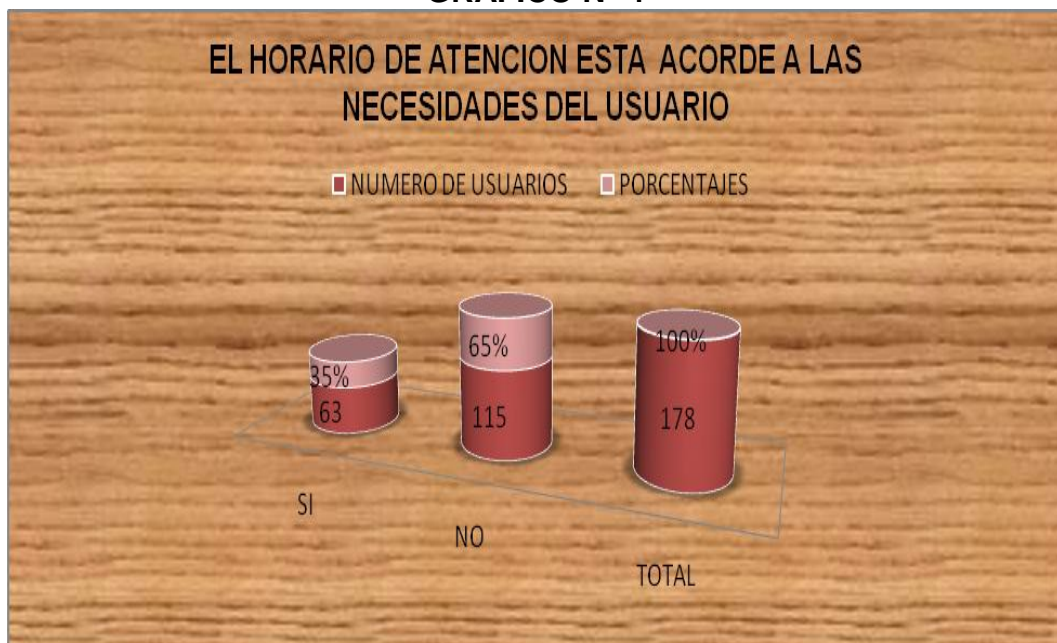 EL HORARIO DE ATENCION ESTA ACORDE A LAS
NECESIDADES DEL USUARIO
NUMERO DE USUARIOS PORCENTAJES
35%
63
65%
115
100%
178
SI
NO
TOTAL